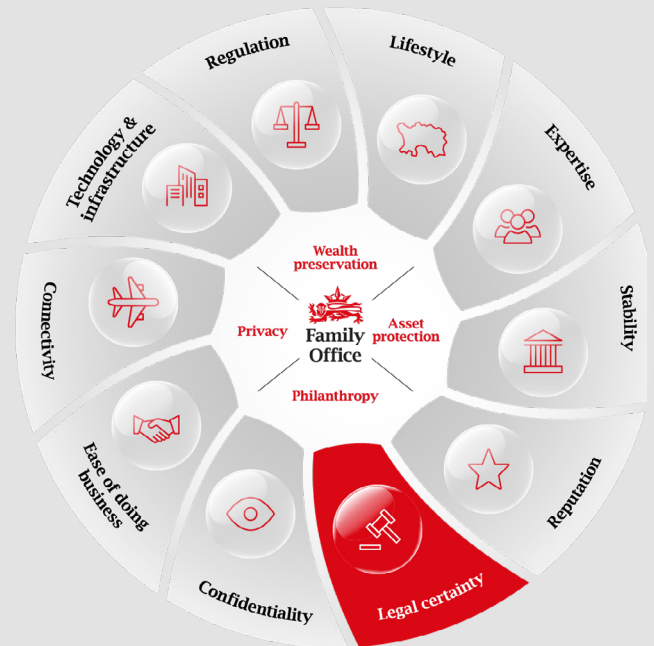 Regulation
Lifestyle
Expertise
Stability
Reputation
Legal certainty
Confidentiality
Ease of doing
business
Connectivity
Technology &
infrastructure
Wealth
preservation
Privacy
Family
Office
Asset
protection
Philanthropy